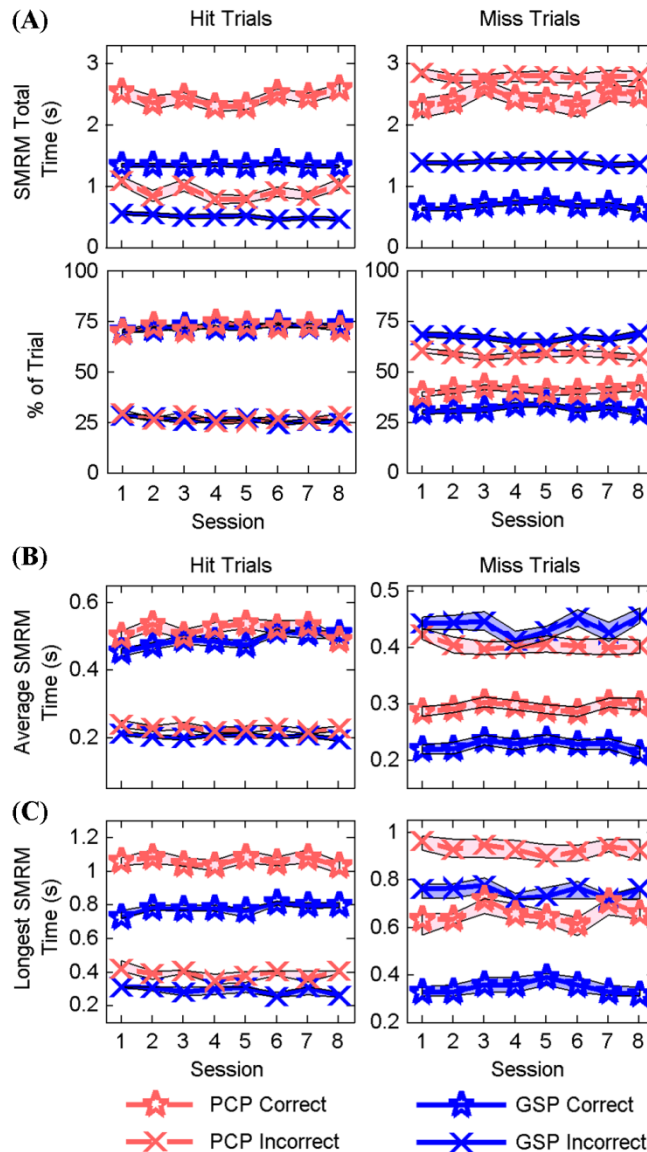 (A)
Hit Trials Miss Trials
SMRM Total
Time (s)
3
2
1
0
3
2
1
0
% of Trial
100
75
50
25
0
100
75
50
25
0
1 2 3 4 5 6 7 8
Session
1 2 3 4 5 6 7 8
Session
(B)
Hit Trials Miss Trials
Average SMRM
Time (s)
0.6
0.4
0.2
0.5
0.4
0.3
0.2
(C)
Longest SMRM
Time (s)
1.2
1
0.8
0.6
0.4
0.2
1
0.8
0.6
0.4
0.2
1 2 3 4 5 6 7 8
Session
1 2 3 4 5 6 7 8
Session
PCP Correct GSP Correct
PCP Incorrect GSP Incorrect